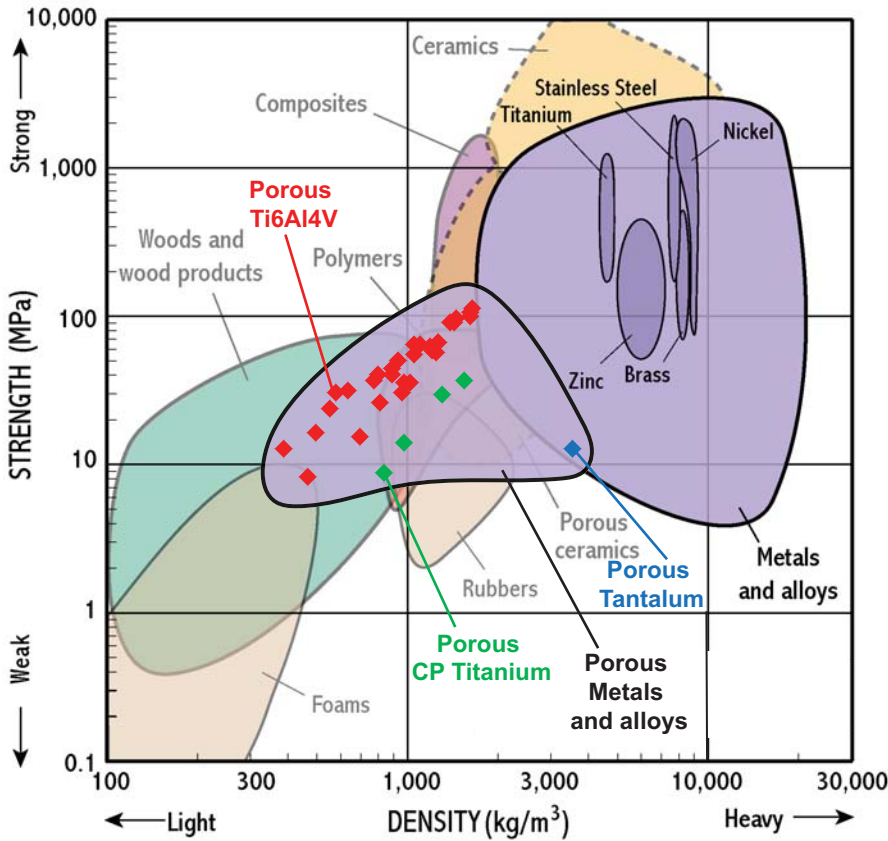 10,000
Ceramics
Stainless Steel
Composites
Titanium
Nickel
Strong
1,000
Porous
Ti6Al4V
Woods and
wood products
Polymers
STRENGTH (MPa)
100
Zinc
Brass
10
Porous
ceramics
Metals
and alloys
Rubbers
Porous
Tantalum
1
Porous
CP Titanium
Porous
Metals
and alloys
Weak
Foams
0.1
100
300
1,000
3,000
10,000
30,000
Light
DENSITY (kg/m³)
Heavy